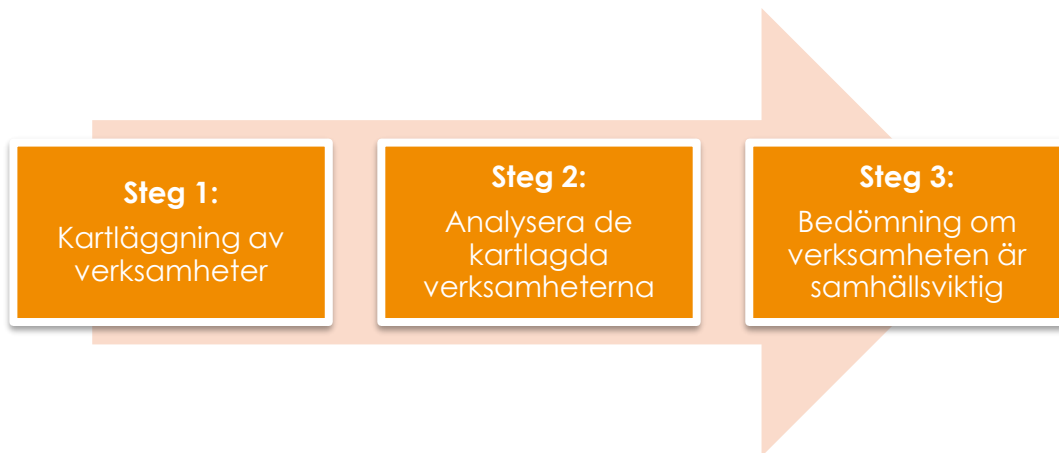 Steg 1:
Kartläggning av
verksamheter
Steg 2:
Analysera de
kartlagda
verksamheterna
Steg 3:
Bedömning om
verksamheten är
samhällsviktig